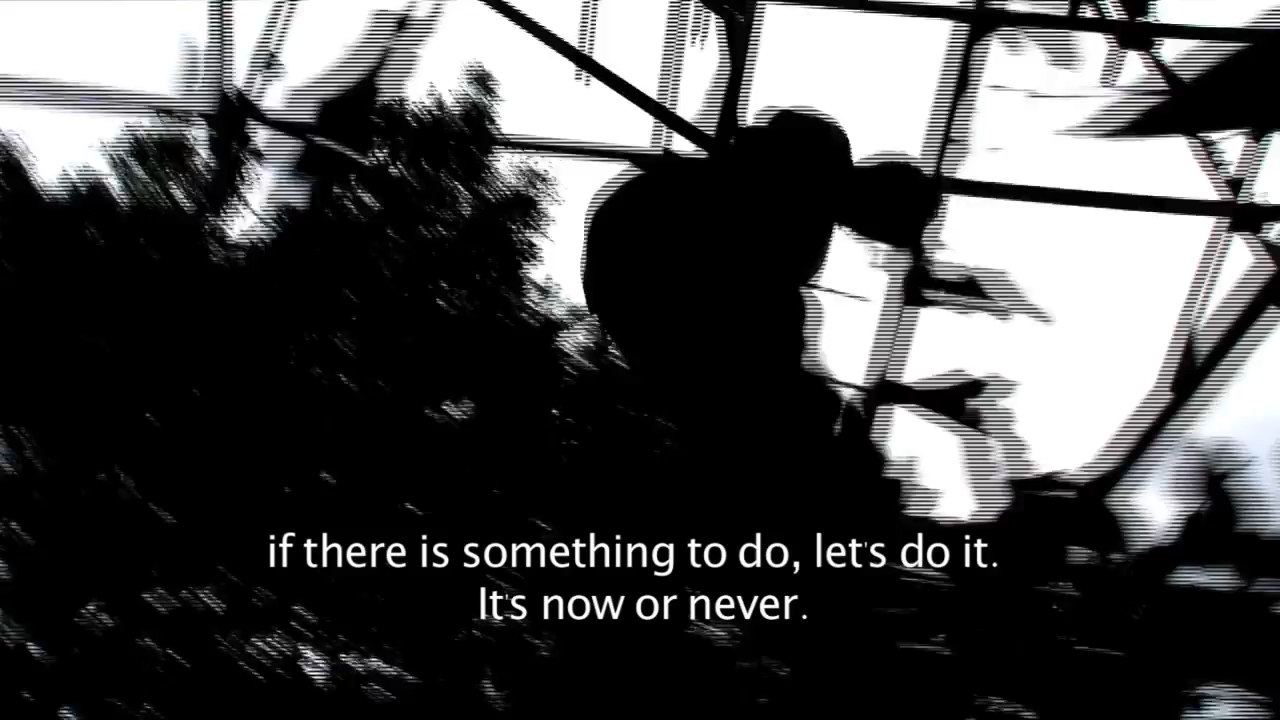 if there is something to do, let's do it.
It's now or never.